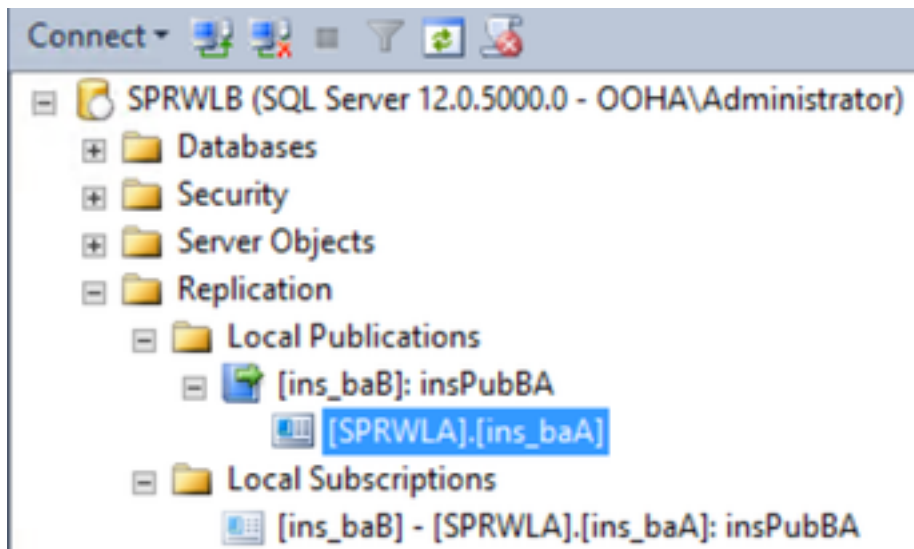 Connect
SPRWLB (SQL Server 12.0.5000.0 - OOHA\Administrator)
Databases
Security
Server Objects
Replication
Local Publications
[ins_baB]: insPubBA
[SPRWLA].[ins_baA]
Local Subscriptions
[ins_baB] - [SPRWLA].[ins_baA]: insPubBA